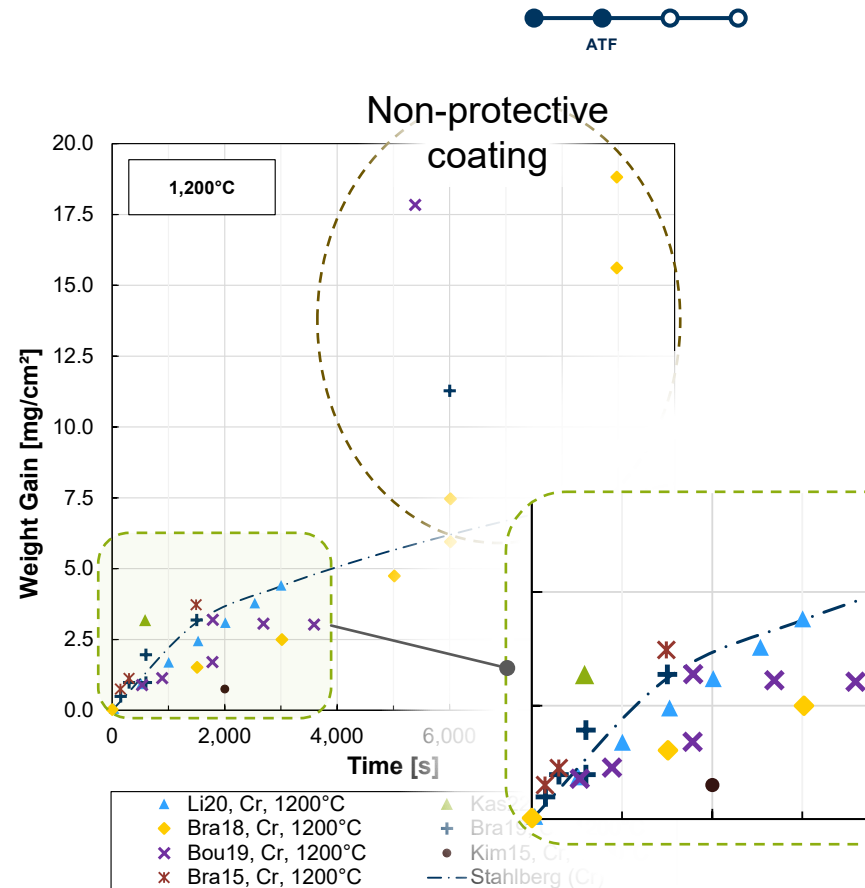 ATF
Non-protective
coating
20.0
1,200°C
17.5
15.0
12.5
10.0
7.5
5.0
2.5
0.0
Weight Gain [mg/cm²]
0 2,000 4,000 6,000
Time [s]
Li20, Cr, 1200°C
Bra18, Cr, 1200°C
Bou19, Cr, 1200°C
Bra15, Cr, 1200°C
Kim15, Cr,
Stahlberg (Cr)